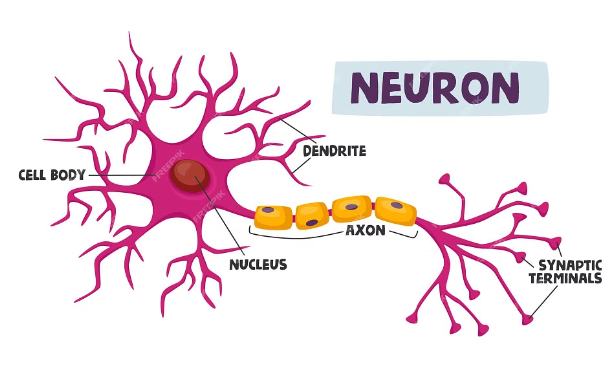 NEURON
DENDRITE
CELL BODY
AXON
NUCLEUS
SYNAPTIC
TERMINALS